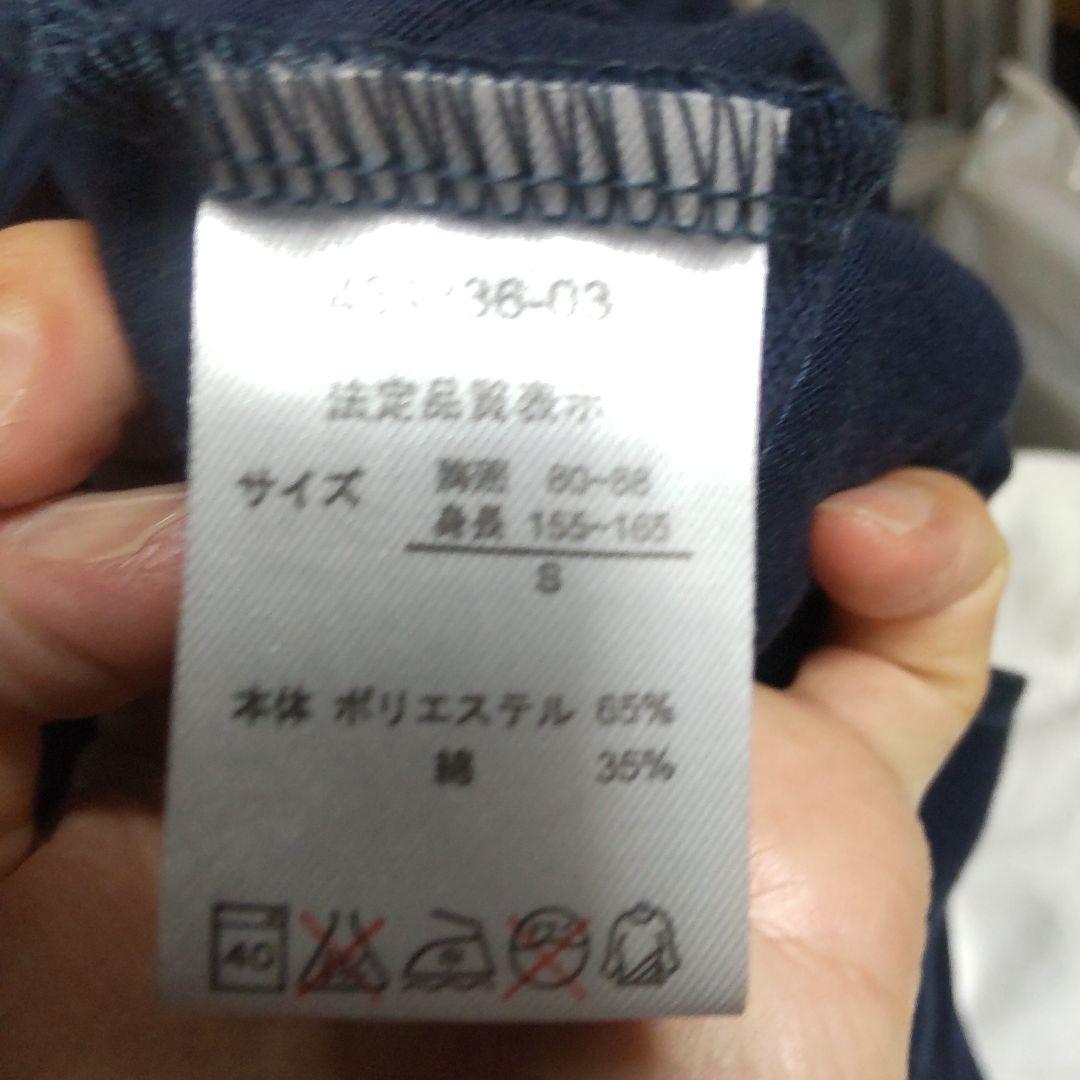 36-03
法定品質表示
サイズ 胸囲 80-88
身長 155-165
S
本体 ポリエステル 65%
綿 35%
40